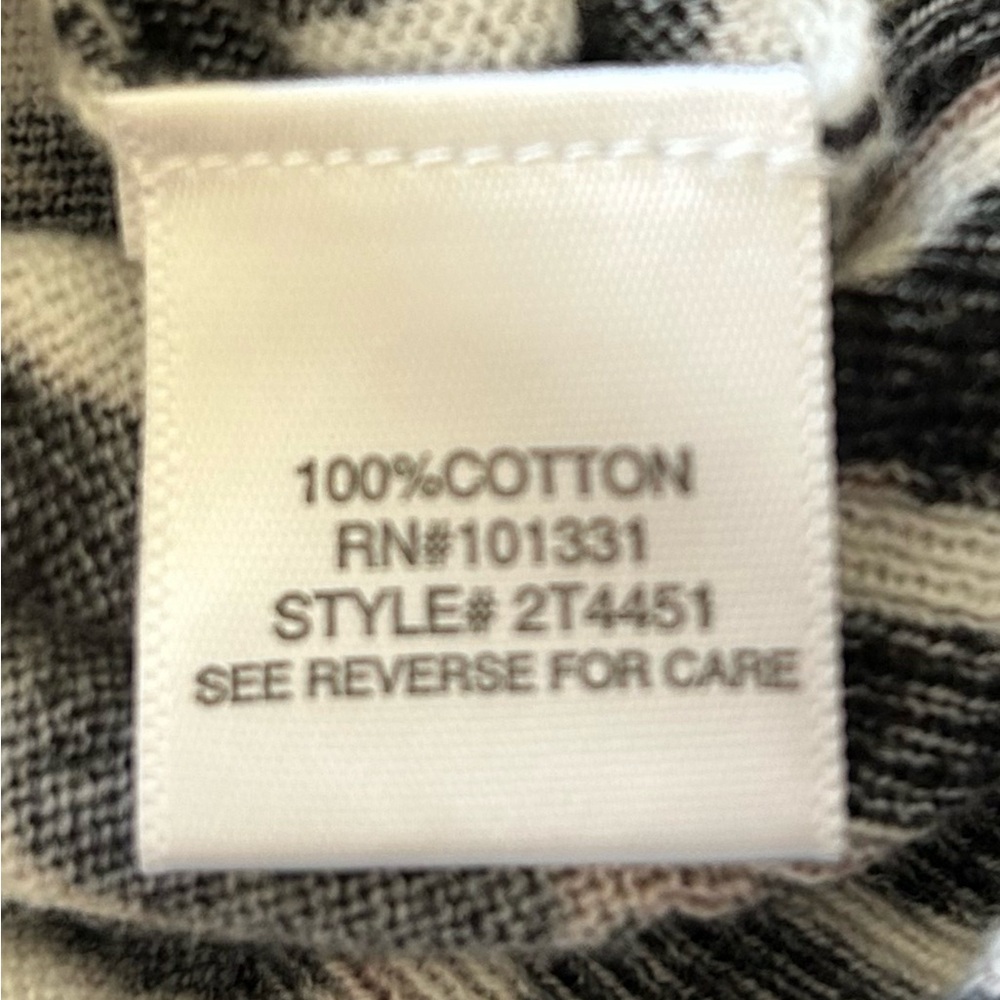 100%COTTON
RN#101331
STYLE# 2T4451
SEE REVERSE FOR CARE